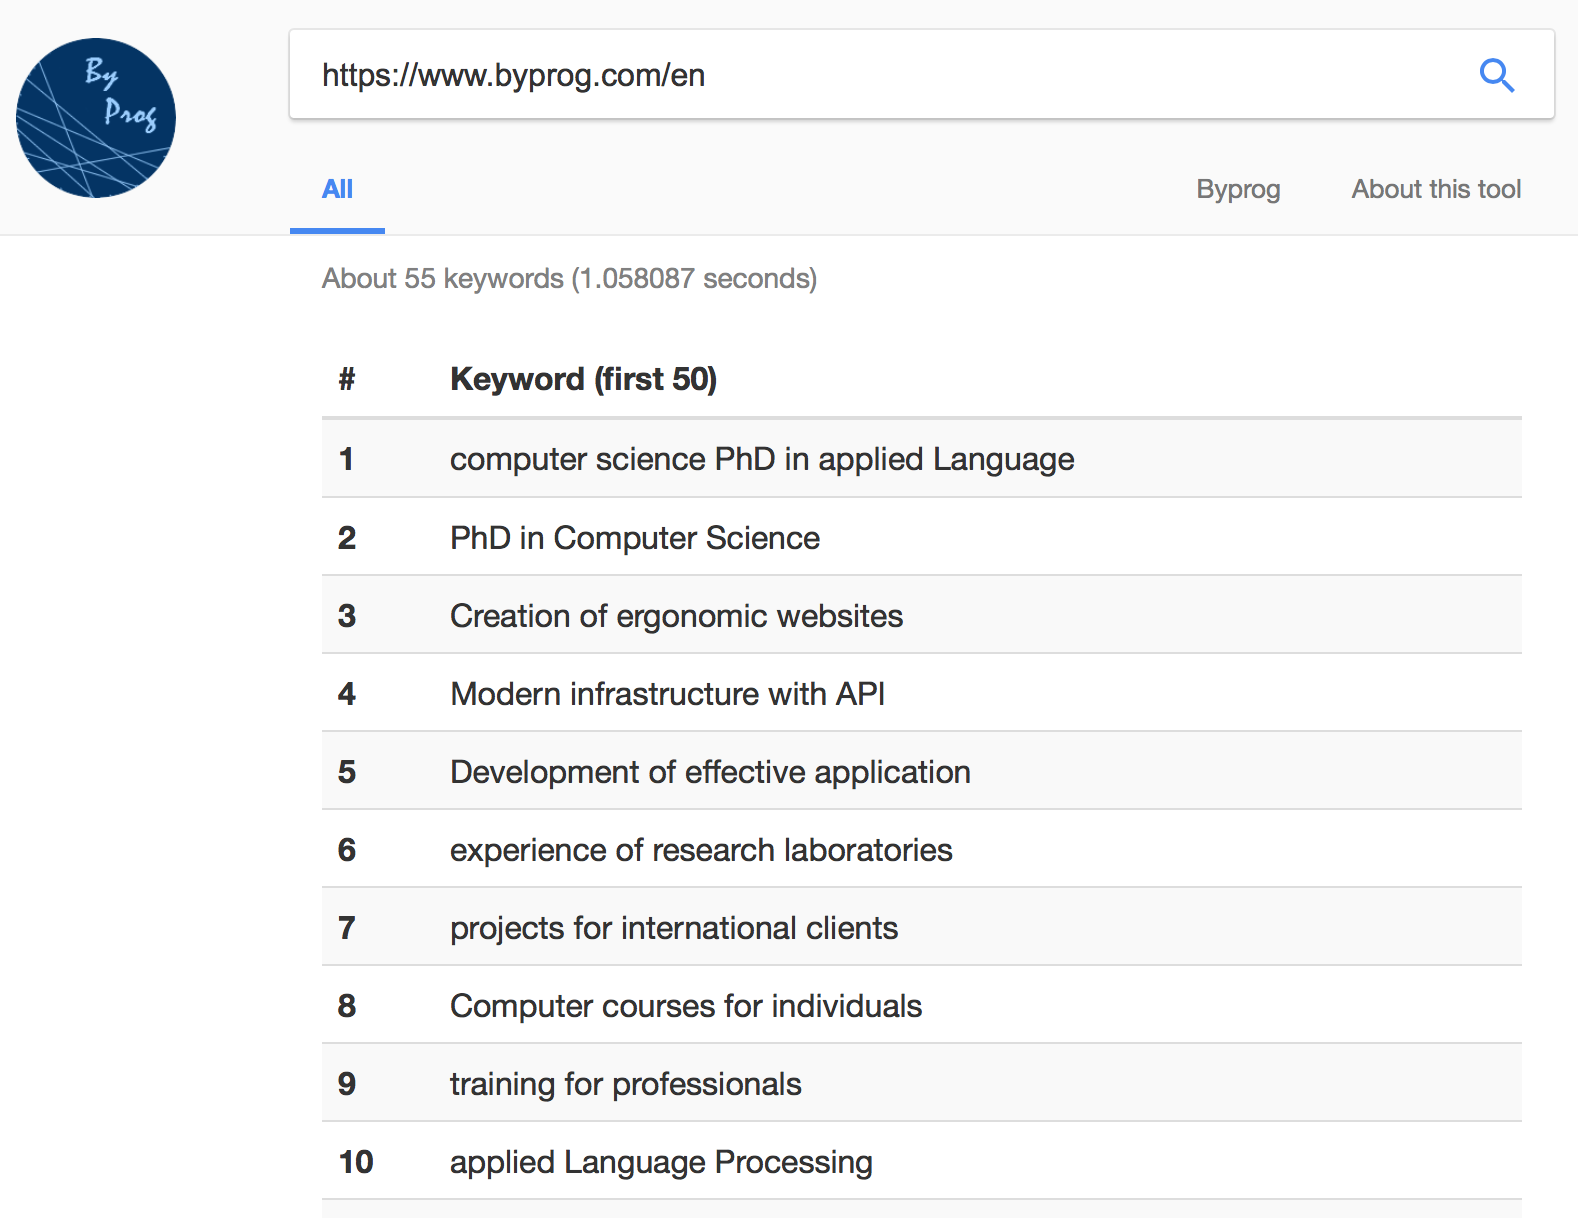 By
Prog
https://www.byprog.com/en
All
Byprog
About this tool
About 55 keywords (1.058087 seconds)
# Keyword (first 50)
1 computer science PhD in applied Language
2 PhD in Computer Science
3 Creation of ergonomic websites
4 Modern infrastructure with API
5 Development of effective application
6 experience of research laboratories
7 projects for international clients
8 Computer courses for individuals
9 training for professionals
10 applied Language Processing